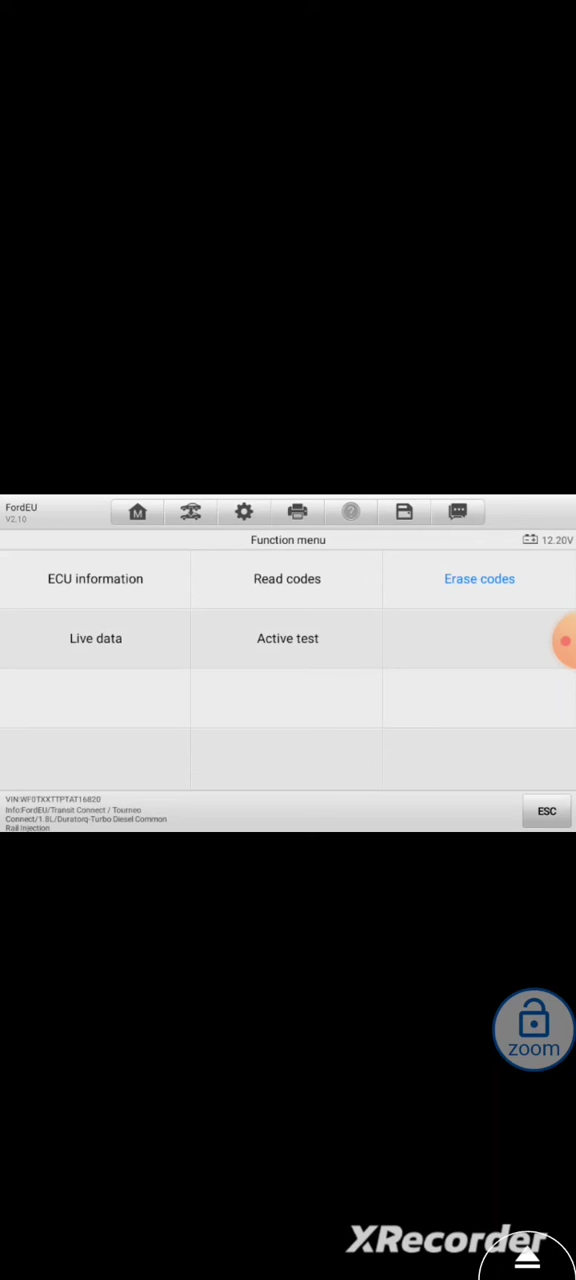 FordEU
V2.10
M
?
Function menu
12.20V
ECU information
Read codes
Erase codes
Live data
Active test
VIN:WF0TXXTTPTAT16820
Info:FordEU/Transit Connect / Tourneo
Connect/1.8L/Duratorq-Turbo Diesel Common
Rail Injection
ESC
zoom
XRecorder